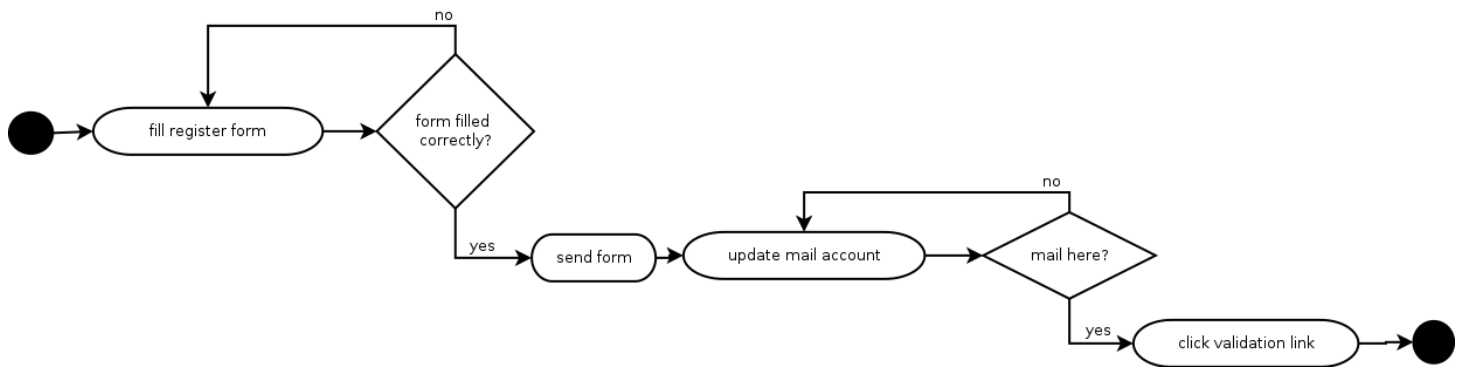 no
fill register form
form filled
correctly?
yes
send form
update mail account
no
mail here?
yes
click validation link